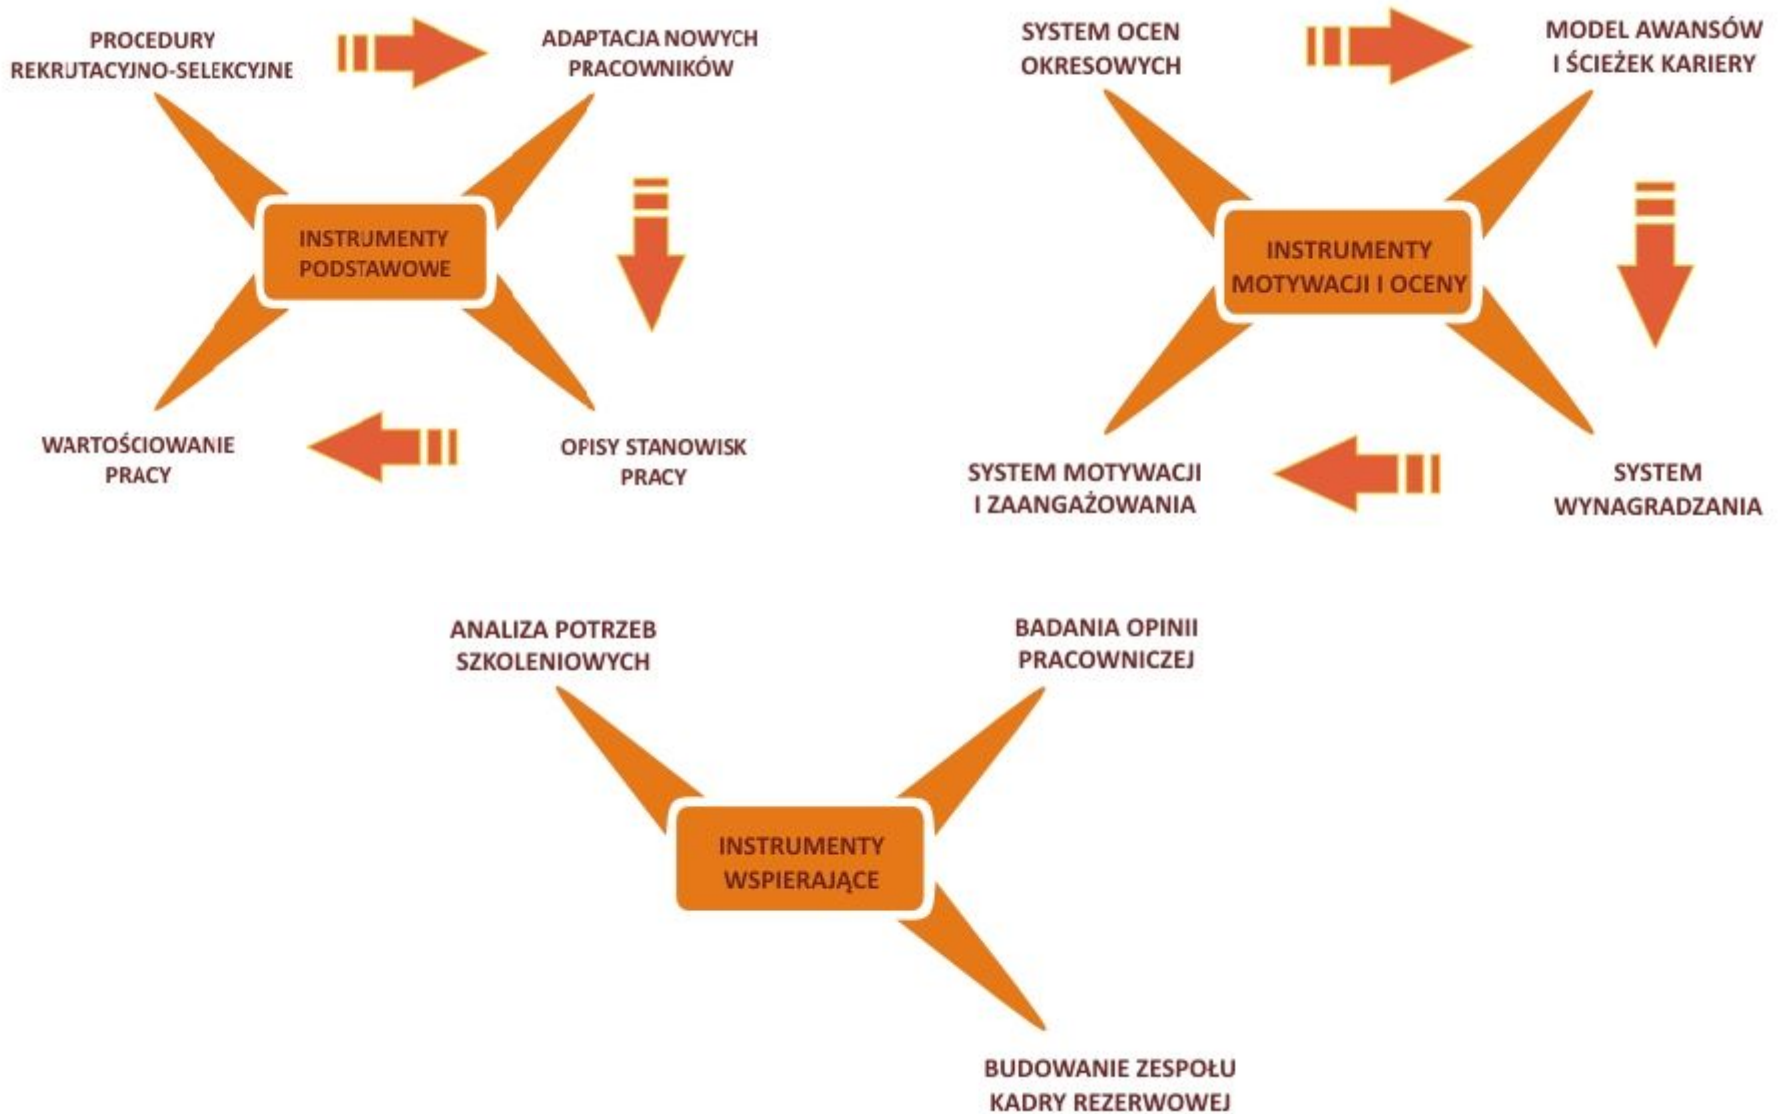 PROCEDURY
REKRUTACYJNO-SELEKCYJNE
ADAPTACJA NOWYCH
PRACOWNIKÓW
INSTRUMENTY
PODSTAWOWE
WARTOŚCIOWANIE
PRACY
OPISY STANOWISK
PRACY
SYSTEM OCEN
OKRESOWYCH
MODEL AWANSÓW
I ŚCIEŻEK KARIERY
INSTRUMENTY
MOTYWACJI I OCENY
SYSTEM MOTYWACJI
I ZAANGAŻOWANIA
SYSTEM
WYNAGRADZANIA
ANALIZA POTRZEB
SZKOLENIOWYCH
BADANIA OPINII
PRACOWNICZEJ
INSTRUMENTY
WSPIERAJĄCE
BUDOWANIE ZESPOŁU
KADRY REZERWOWEJ